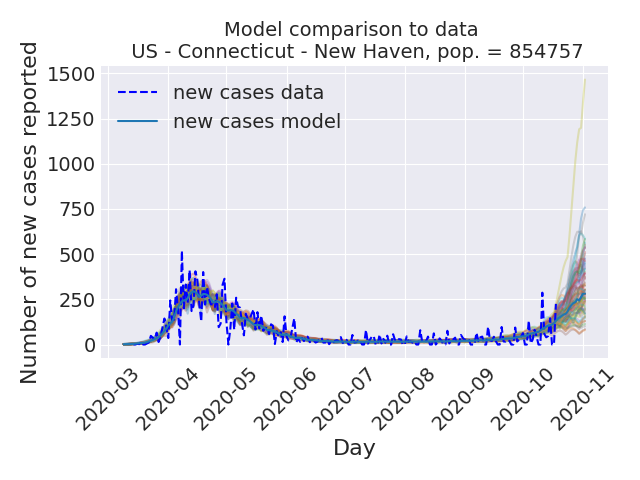 Model comparison to data
US - Connecticut - New Haven, pop. = 854757
Number of new cases reported
1500
1250
1000
750
500
250
0
new cases data
new cases model
2020-03
2020-04
2020-05
2020-06
2020-07
2020-08
2020-09
2020-10
2020-11
Day